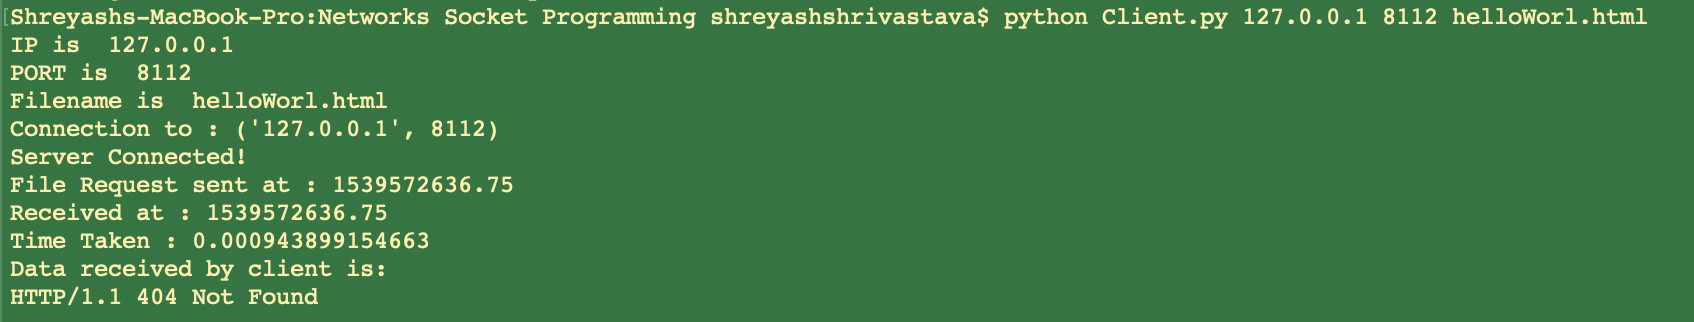 [Shreyashs-MacBook-Pro:Networks Socket Programming shreyashshrivastava$ python Client.py 127.0.0.1 8112 helloWorl.html
IP is  127.0.0.1
PORT is  8112
Filename is  helloWorl.html
Connection to : ('127.0.0.1', 8112)
Server Connected!
File Request sent at : 1539572636.75
Received at : 1539572636.75
Time Taken : 0.000943899154663
Data received by client is:
HTTP/1.1 404 Not Found